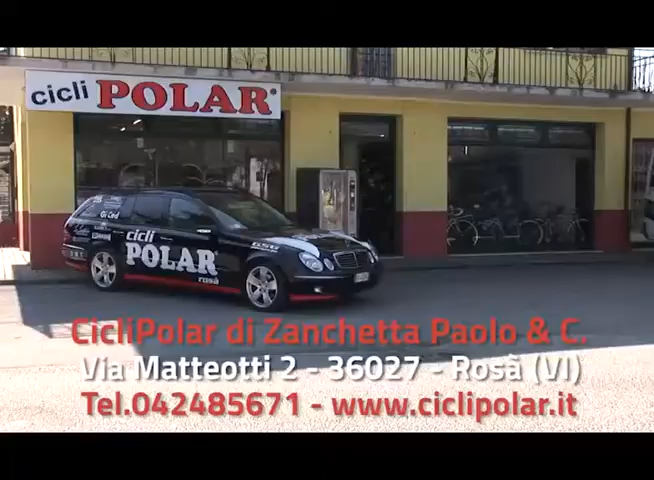 cicli POLAR
cicli
POLAR
rosà
CicliPolar di Zanchetta Paolo & C.
Via Matteotti 2 - 36027 - Rosà (VI)
Tel.042485671 - www.ciclipolar.it